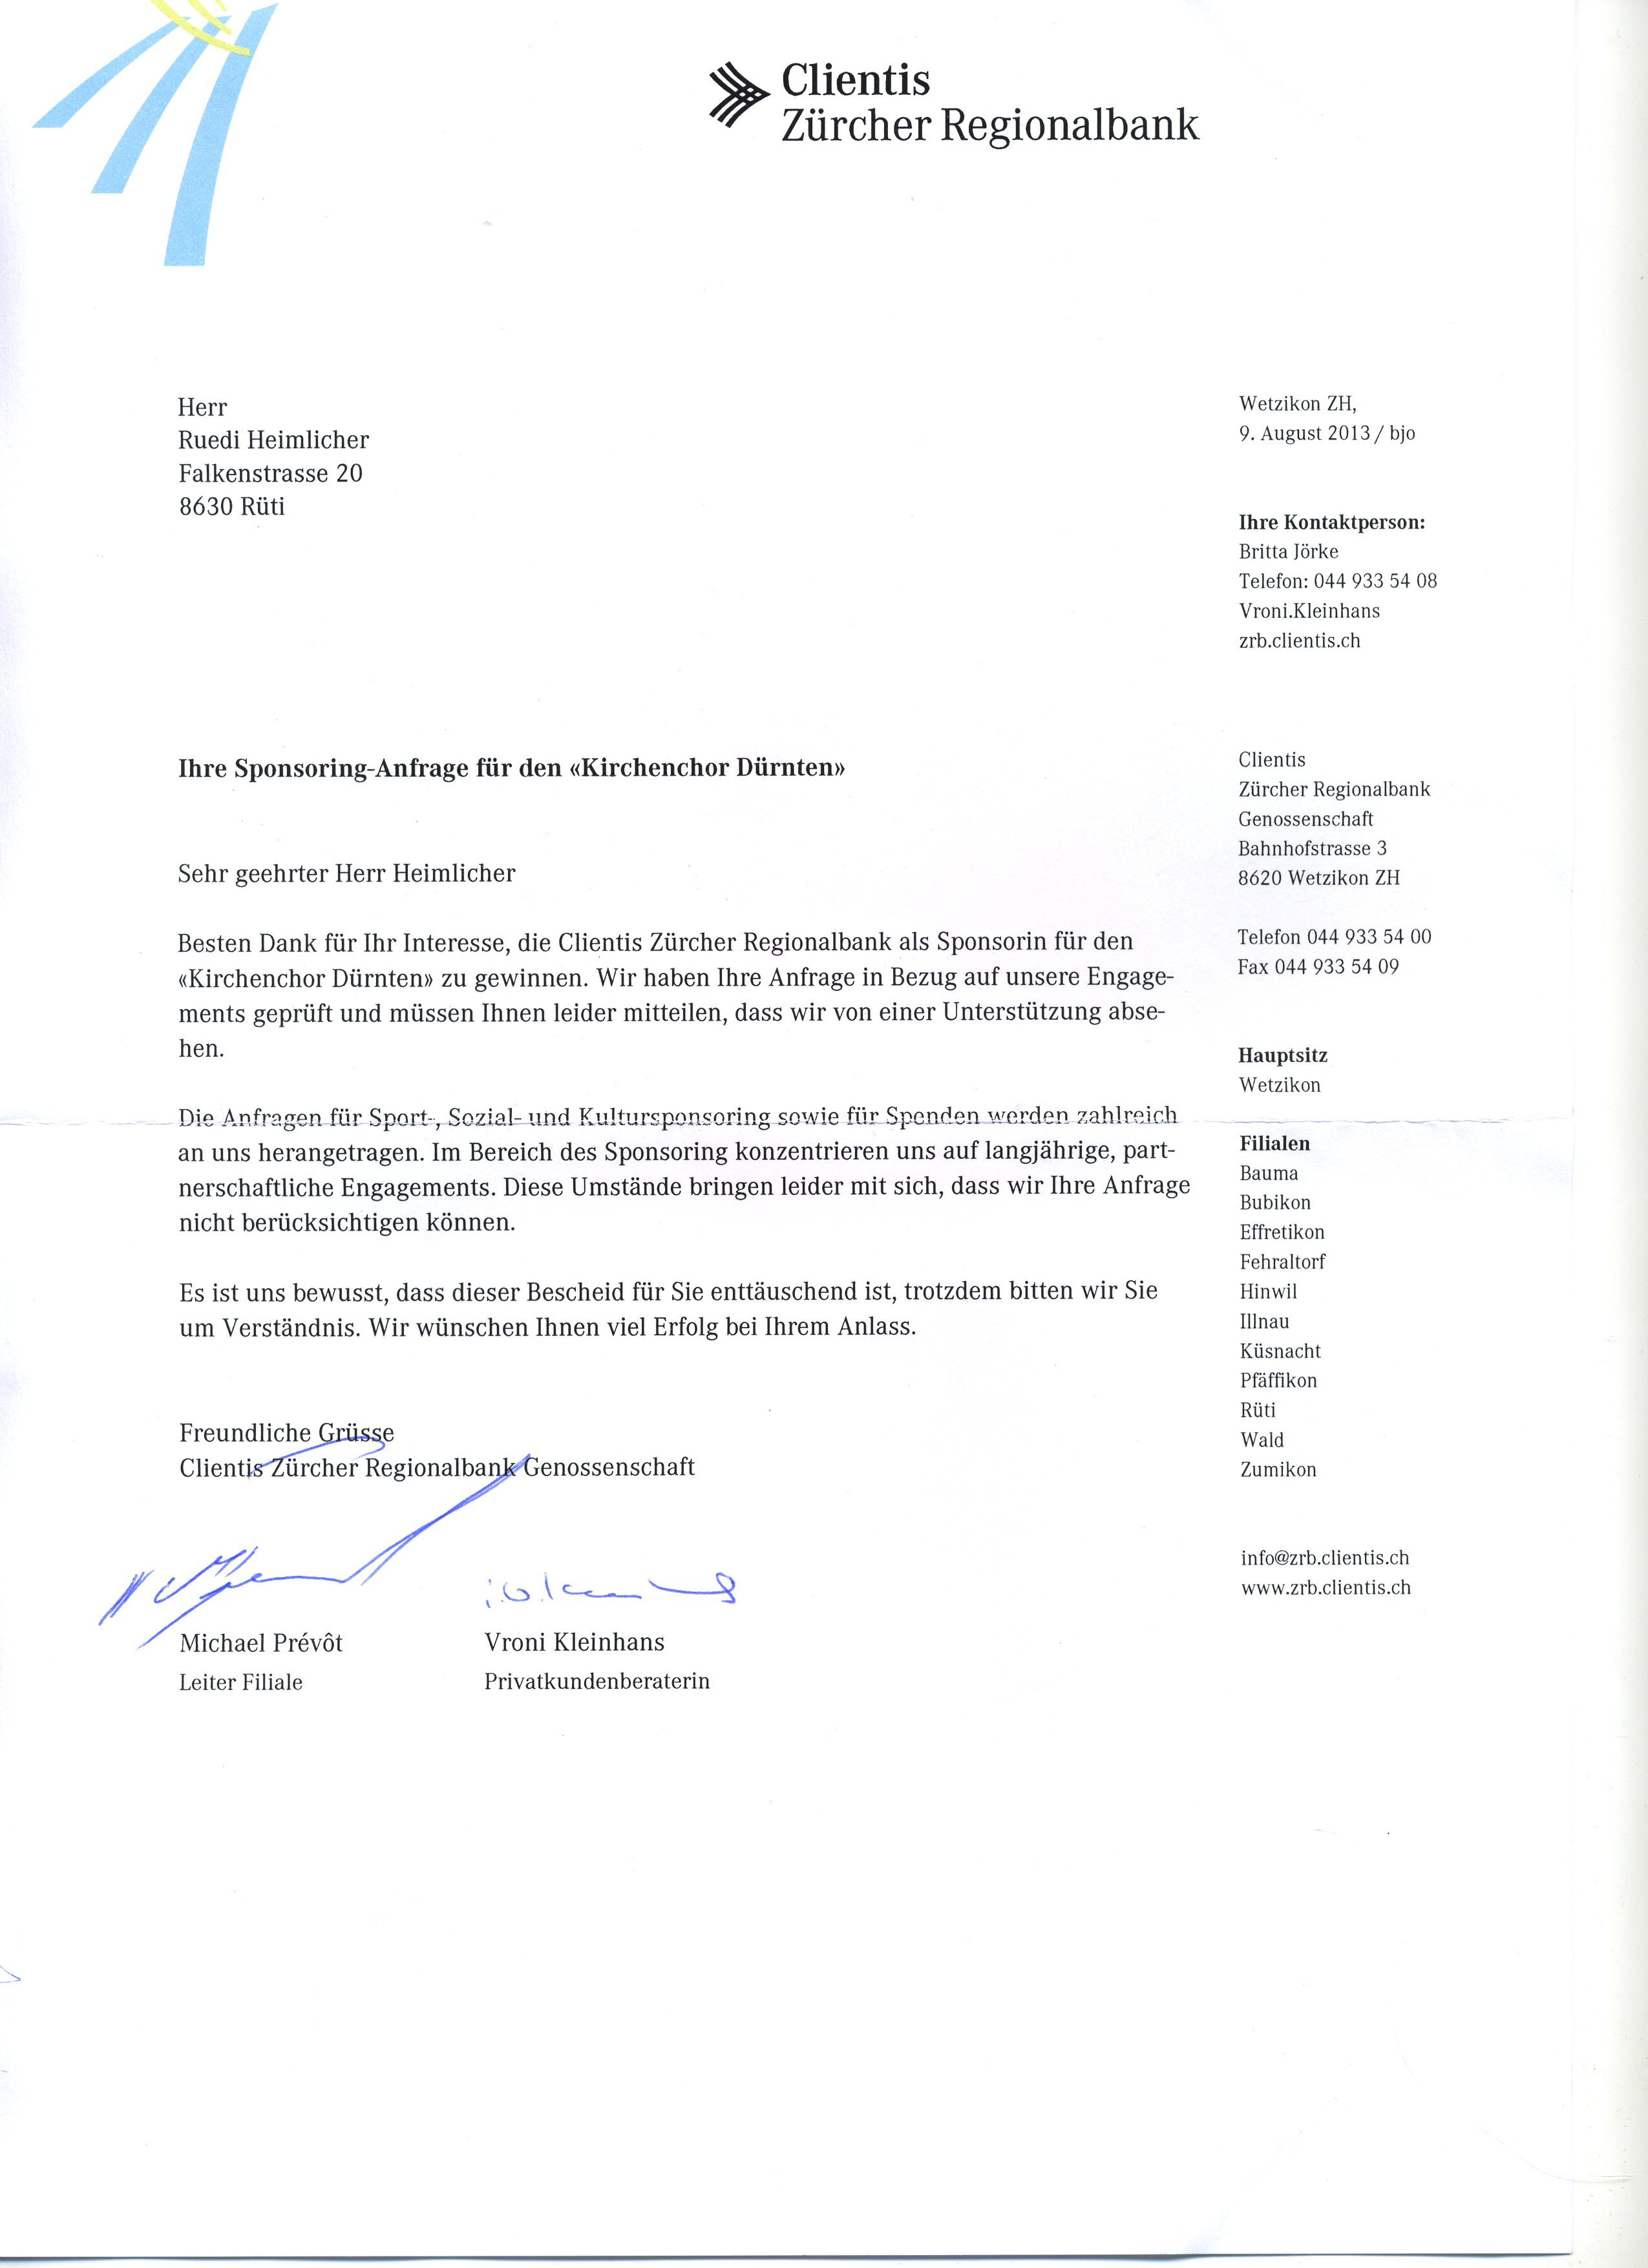 Clientis
Zürcher Regionalbank
Herr
Ruedi Heimlicher
Falkenstrasse 20
8630 Rüti
Wetzikon ZH,
9. August 2013 / bjo
Ihre Kontaktperson:
Britta Jörke
Telefon: 044 933 54 08
Vroni.Kleinhans
zrb.clientis.ch
Ihre Sponsoring-Anfrage für den «Kirchenchor Dürnten»
Sehr geehrter Herr Heimlicher
Besten Dank für Ihr Interesse, die Clientis Zürcher Regionalbank als Sponsorin für den
«Kirchenchor Dürnten» zu gewinnen. Wir haben Ihre Anfrage in Bezug auf unsere Engage-
ments geprüft und müssen Ihnen leider mitteilen, dass wir von einer Unterstützung abse-
hen.
Die Anfragen für Sport-, Sozial- und Kultursponsoring sowie für Spenden werden zahlreich
an uns herangetragen. Im Bereich des Sponsoring konzentrieren uns auf langjährige, part-
nerschaftliche Engagements. Diese Umstände bringen leider mit sich, dass wir Ihre Anfrage
nicht berücksichtigen können.
Es ist uns bewusst, dass dieser Bescheid für Sie enttäuschend ist, trotzdem bitten wir Sie
um Verständnis. Wir wünschen Ihnen viel Erfolg bei Ihrem Anlass.
Freundliche Grüsse
Clientis Zürcher Regionalbank Genossenschaft
Michael Prévôt
Leiter Filiale
Vroni Kleinhans
Privatkundenberaterin
Clientis
Zürcher Regionalbank
Genossenschaft
Bahnhofstrasse 3
8620 Wetzikon ZH
Telefon 044 933 54 00
Fax 044 933 54 09
Hauptsitz
Wetzikon
Filialen
Bauma
Bubikon
Effretikon
Fehraltorf
Hinwil
Illnau
Küsnacht
Pfäffikon
Rüti
Wald
Zumikon
info@zrb.clientis.ch
www.zrb.clientis.ch